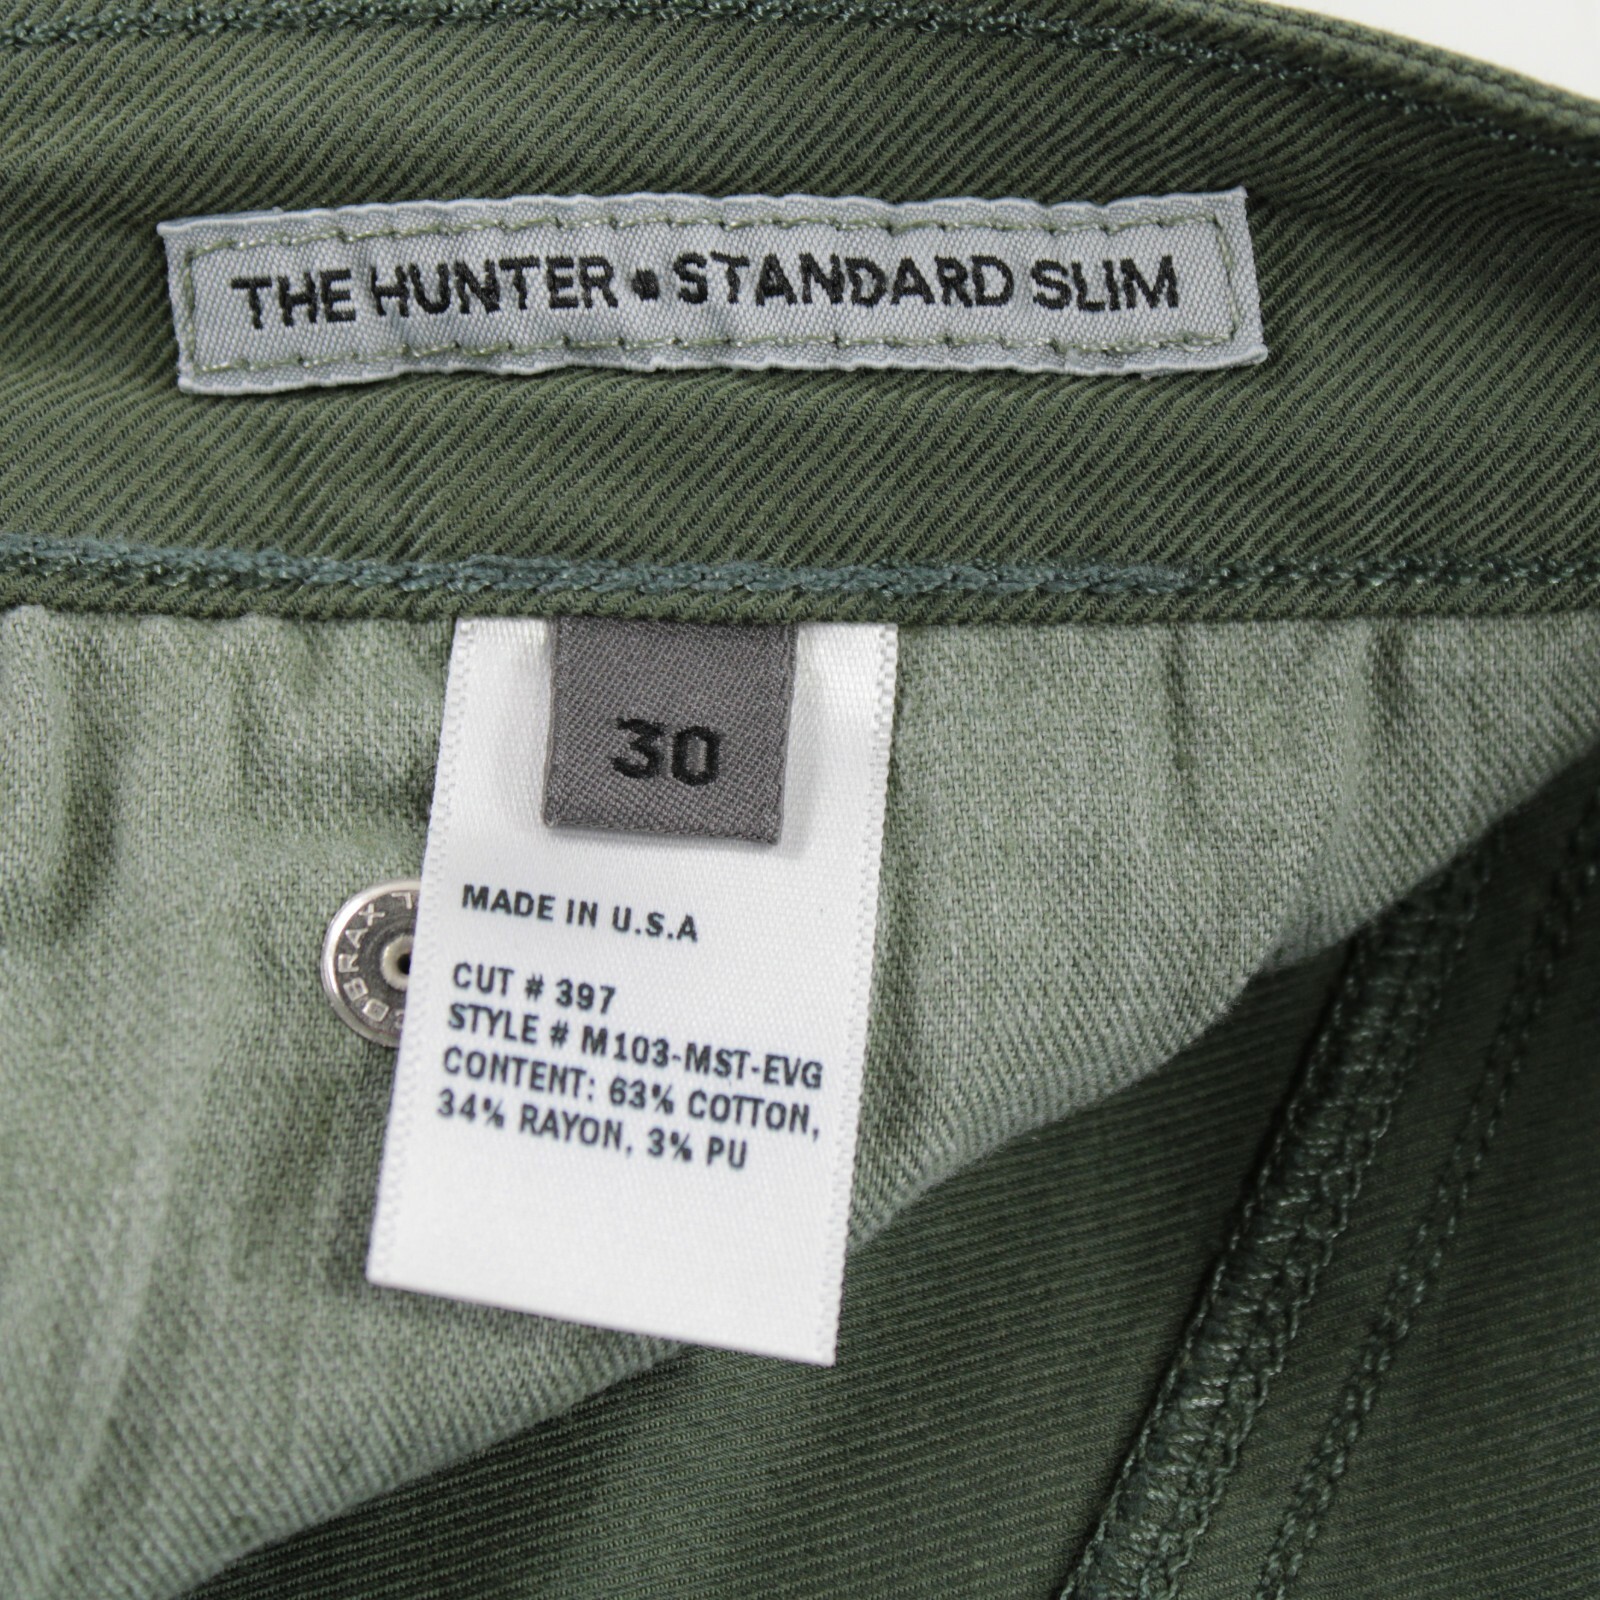 THE HUNTER • STANDARD SLIM
30
MADE IN U.S.A
CUT # 397
STYLE # M103-MST-EVG
CONTENT: 63% COTTON,
34% RAYON, 3% PU